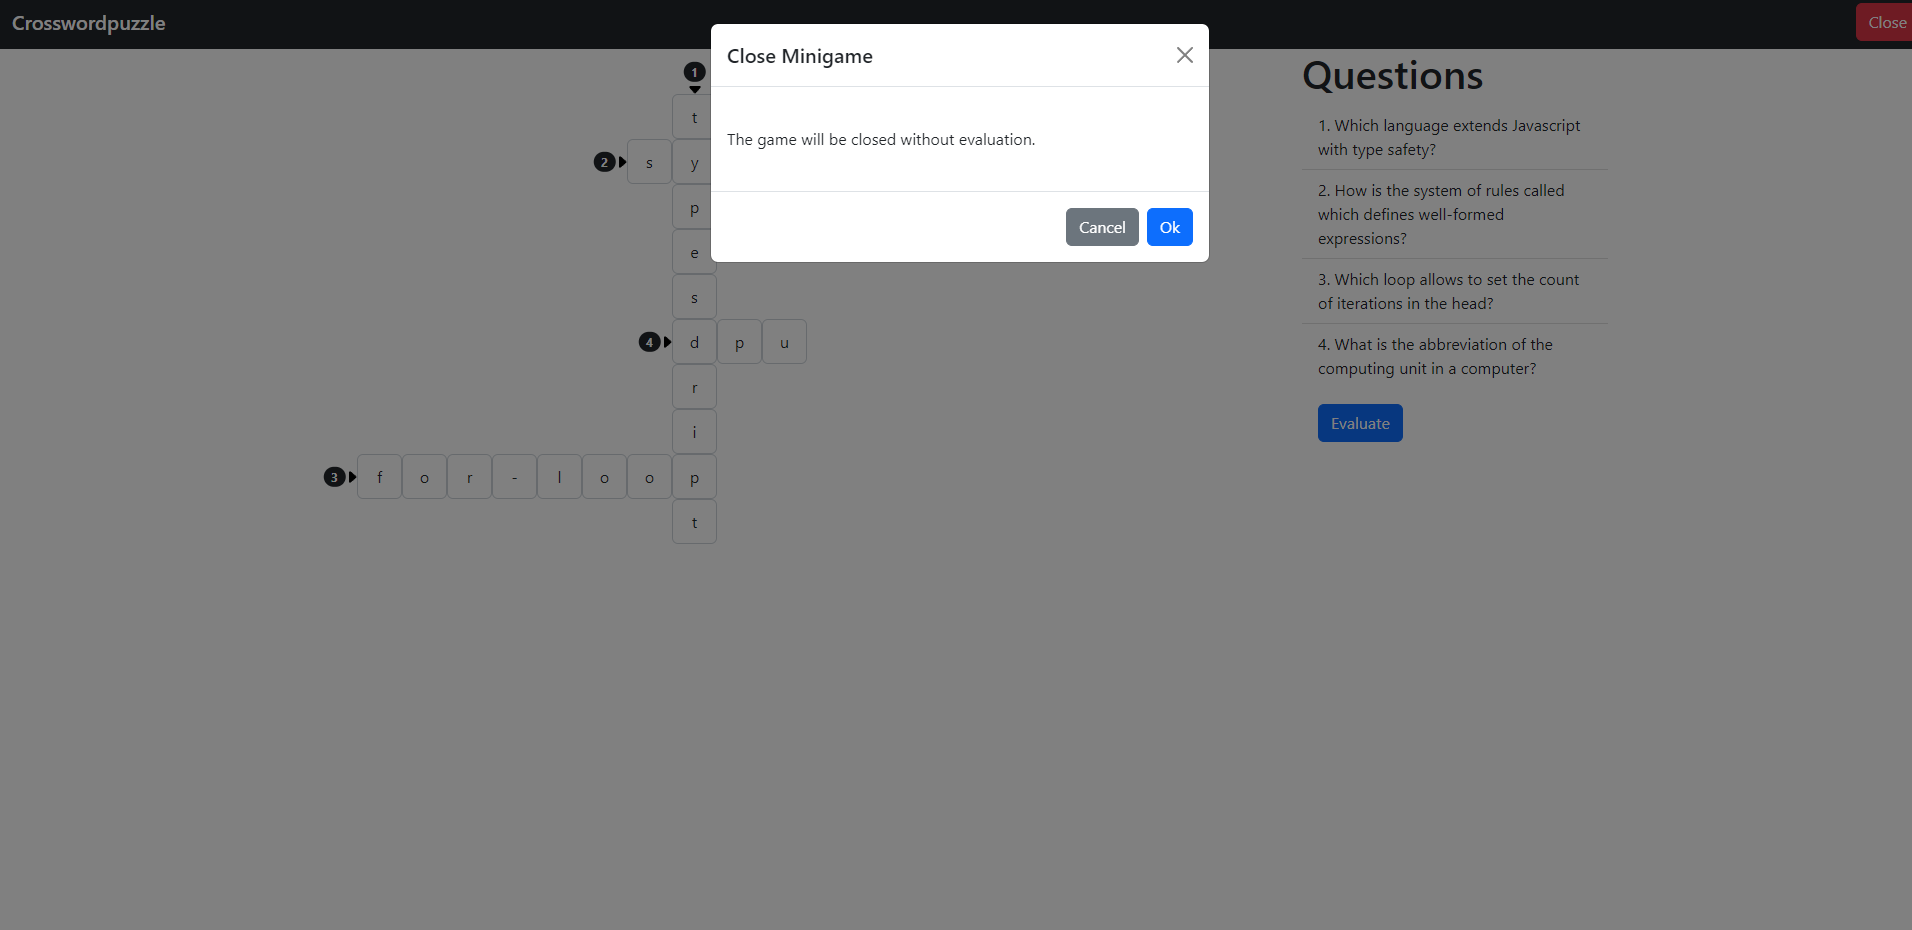 Crosswordpuzzle
Close
Close Minigame
The game will be closed without evaluation.
Cancel Ok
1
t
2 s y
p
e
s
4 d p u
r
i
3 f o r - l o o p
t
Questions
1. Which language extends Javascript
with type safety?
2. How is the system of rules called
which defines well-formed
expressions?
3. Which loop allows to set the count
of iterations in the head?
4. What is the abbreviation of the
computing unit in a computer?
Evaluate